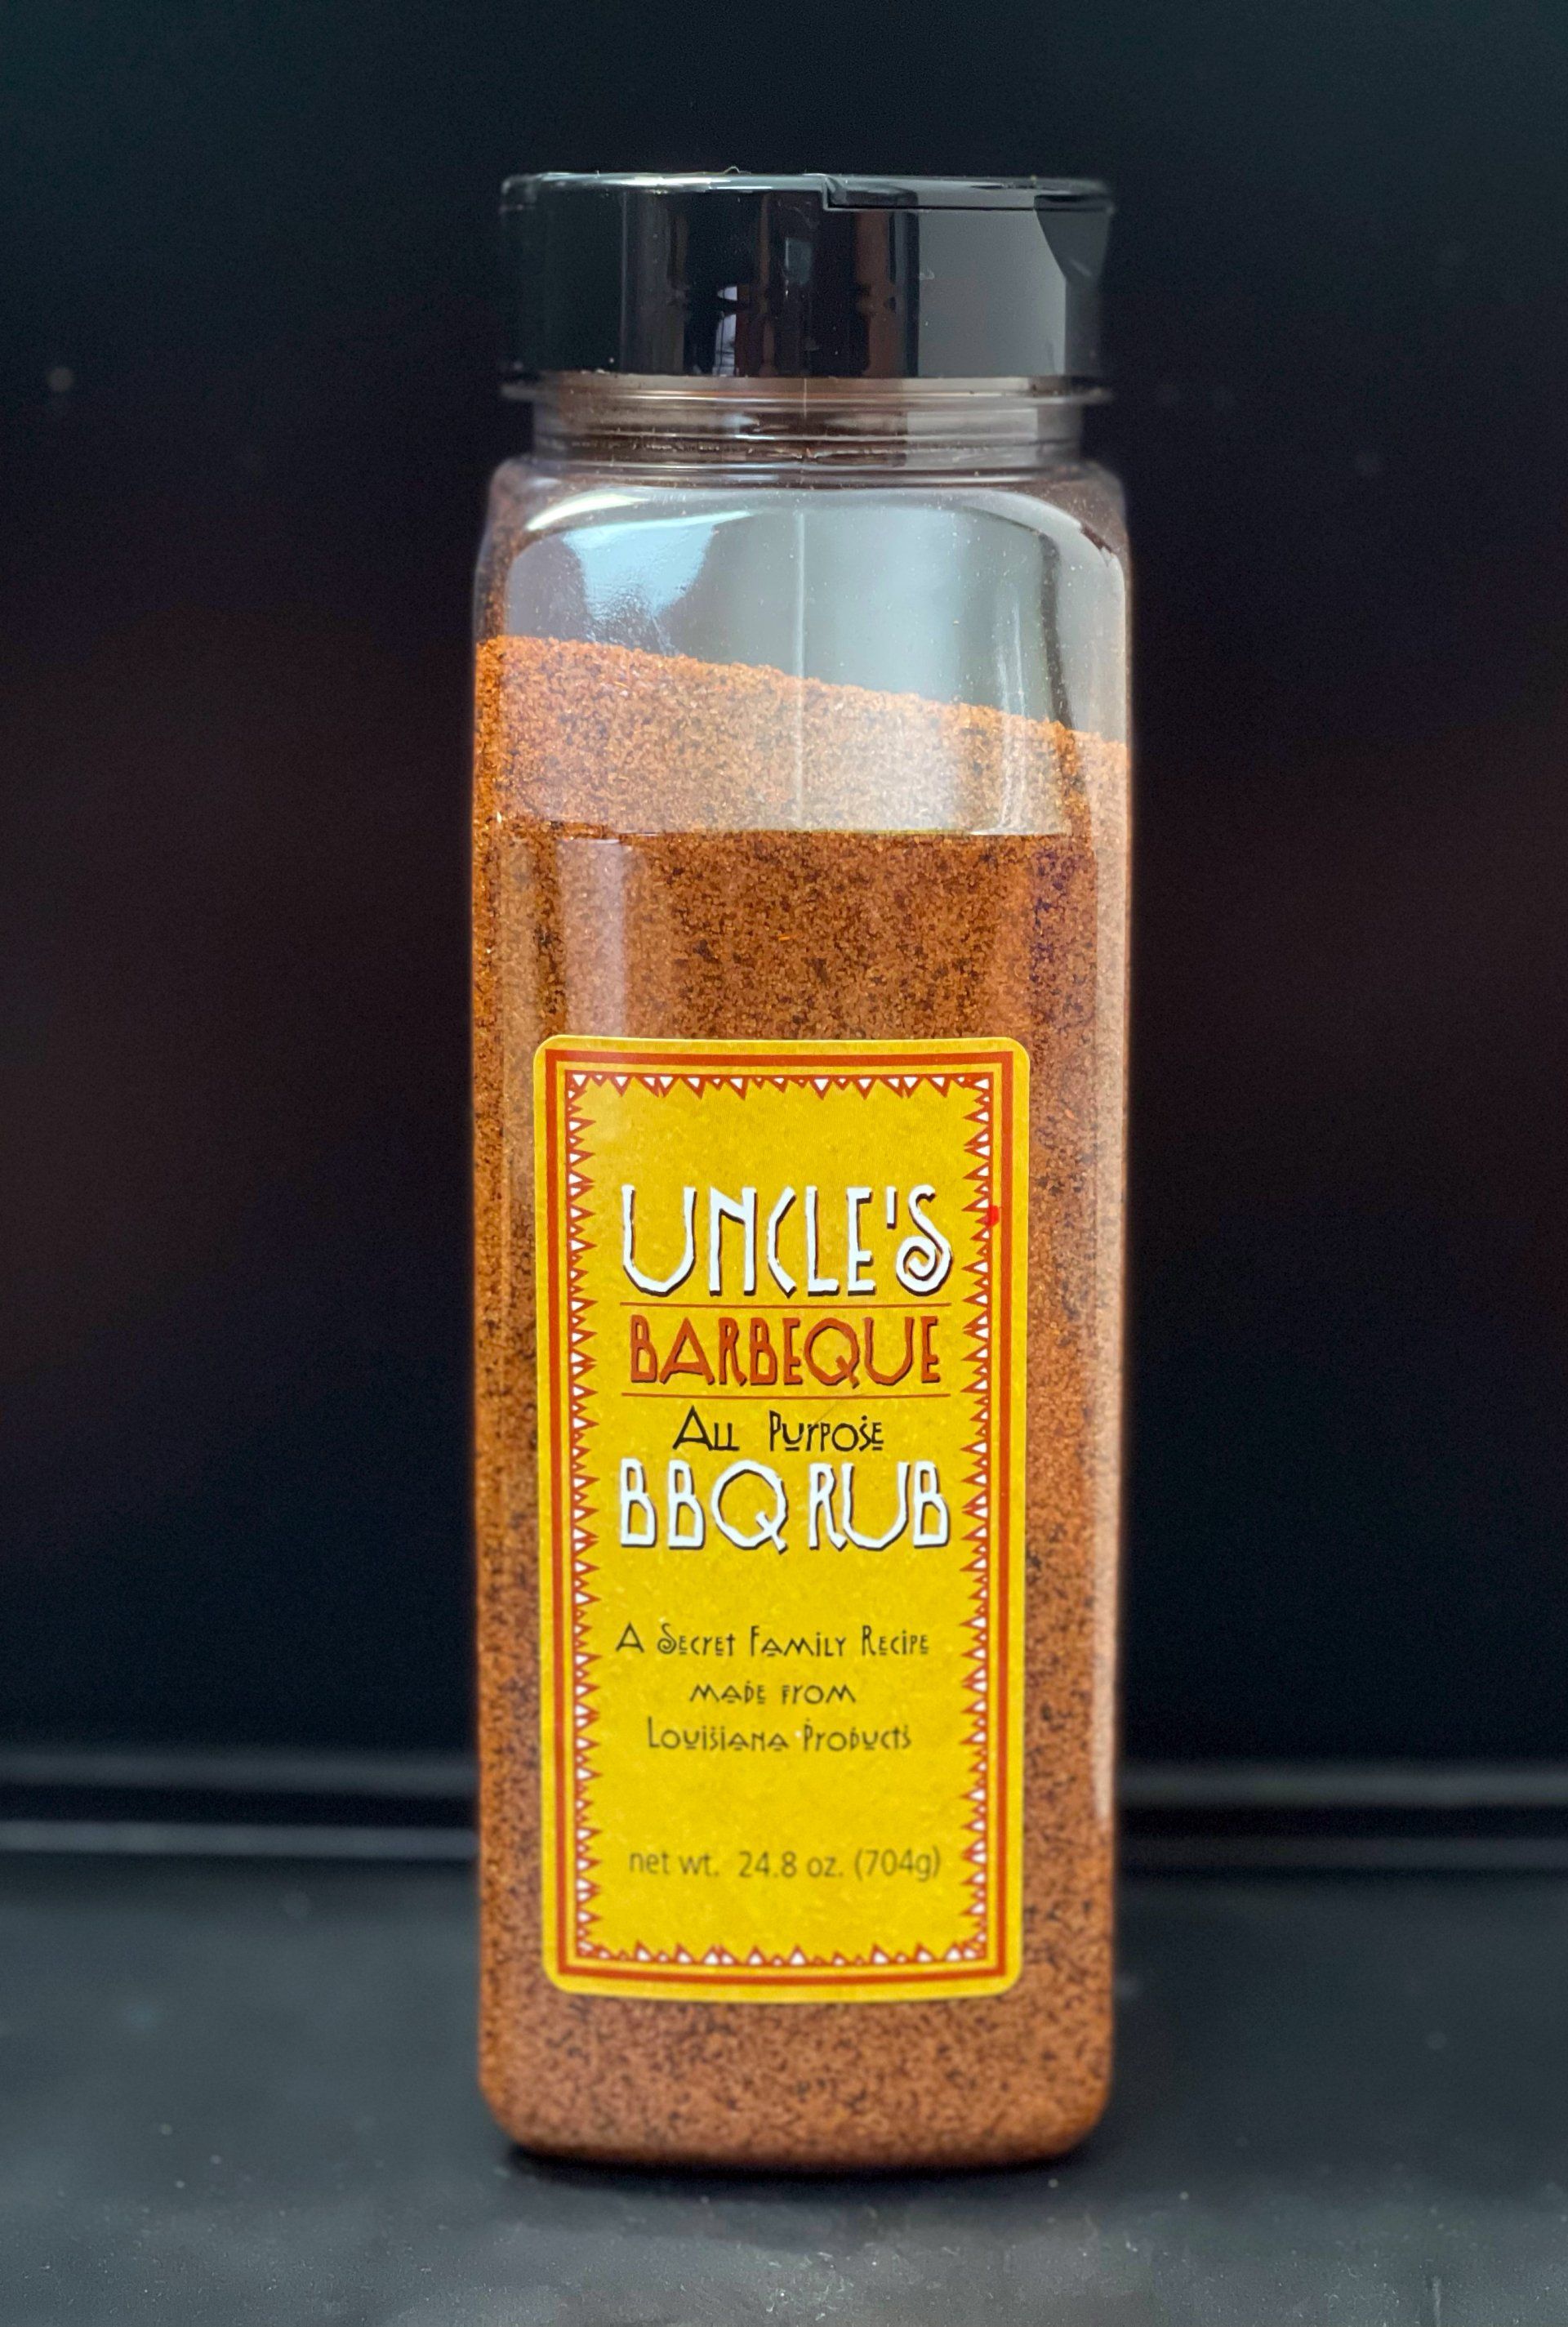 UNCLE'S
BARBEQUE
ALL PURPOSE
BBQ RUB
A SECRET FAMILY RECIPE
MADE FROM
LOUISIANA PRODUCTS
net wt. 24.8 oz. (704g)